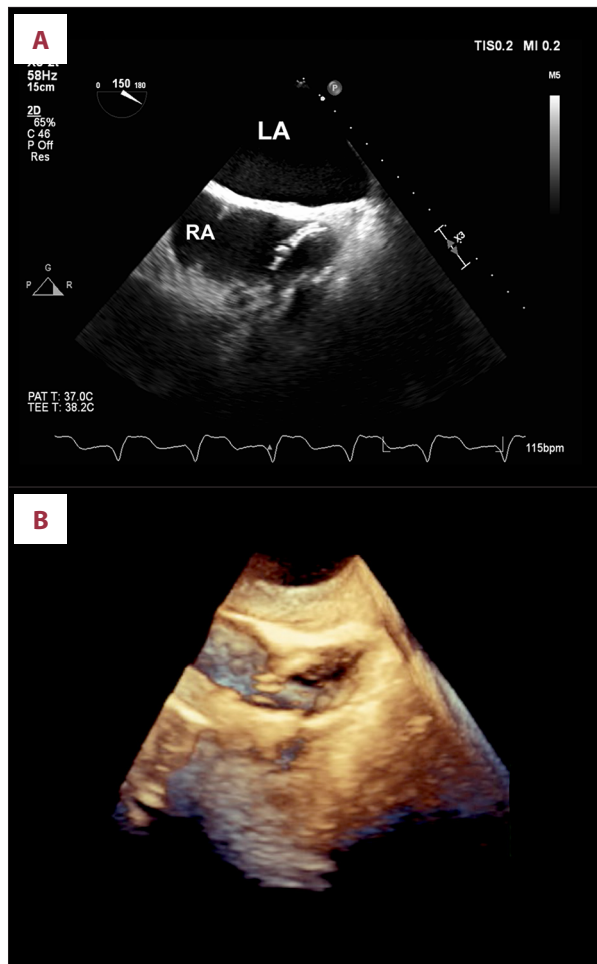 A
TIS0.2 MI 0.2
M5
58Hz
15cm
0 150 180
P
2D
65%
C 46
P Off
Res
LA
RA
X3
G
P R
PAT T: 37.0C
TEE T: 38.2C
115bpm
B